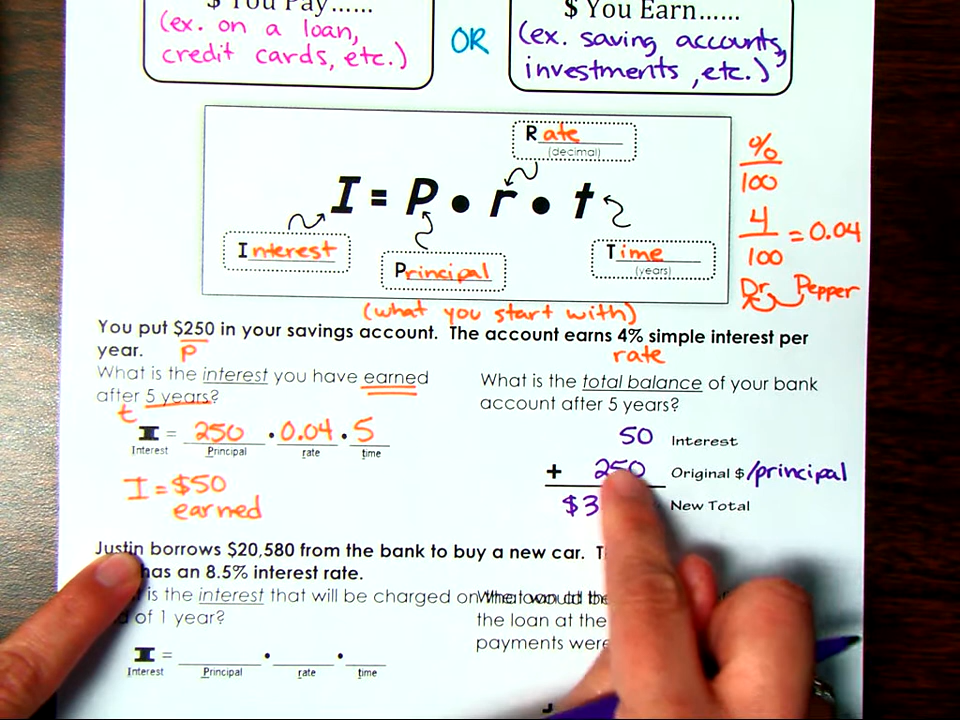 $ You Pay......
$ You Earn......
(ex. on a loan,
credit cards, etc.)
OR
(ex. saving accounts,
investments, etc.)
Rate
(decimal)
I = P • r • t
Interest
Principal
Time
(years)
%
100
4
100
= 0.04
Dr. Pepper
(what you start with)
You put $250 in your savings account. The account earns 4% simple interest per
year.
P
rate
What is the interest you have earned
after 5 years?
t
I = 250 • 0.04 • 5
Interest Principal rate time
I = $50
earned
What is the total balance of your bank
account after 5 years?
50 Interest
+ 250 Original $/principal
$3
New Total
Justin borrows $20,580 from the bank to buy a new car.
has an 8.5% interest rate.
is the interest that will be charged on
of 1 year?
the loan at the
payments were
I = • •
Interest Principal rate time